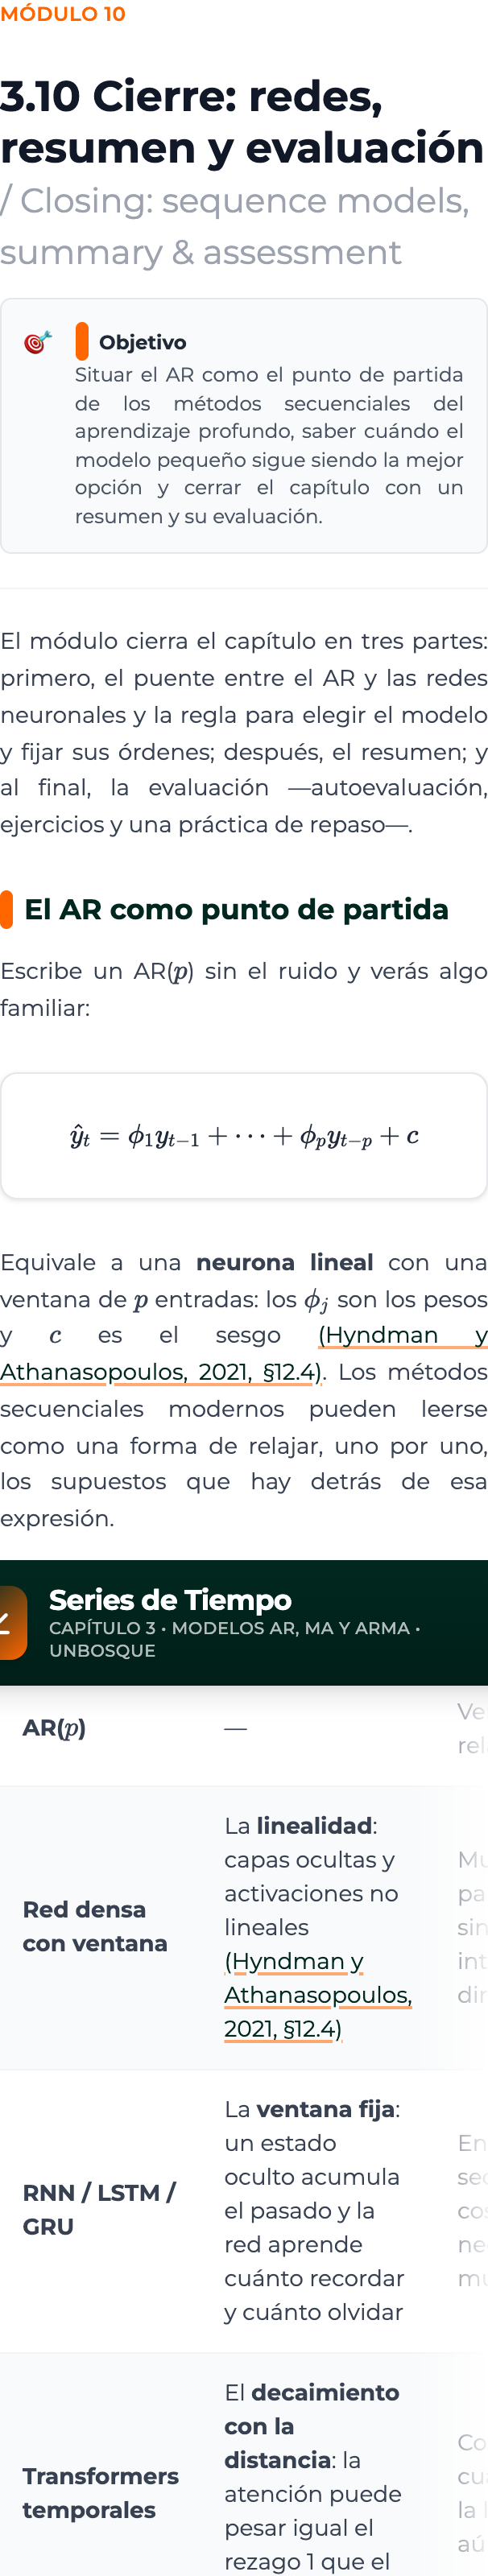 MÓDULO 10
3.10 Cierre: redes,
resumen y evaluación
/ Closing: sequence models,
summary & assessment
Objetivo
Situar el AR como el punto de partida
de los métodos secuenciales del
aprendizaje profundo, saber cuándo el
modelo pequeño sigue siendo la mejor
opción y cerrar el capítulo con un
resumen y su evaluación.
El módulo cierra el capítulo en tres partes:
primero, el puente entre el AR y las redes
neuronales y la regla para elegir el modelo
y fijar sus órdenes; después, el resumen; y
al final, la evaluación —autoevaluación,
ejercicios y una práctica de repaso—.
El AR como punto de partida
Escribe un AR(p) sin el ruido y verás algo
familiar:
ŷₜ = ϕ₁yₜ₋₁ + ⋯ + ϕₚyₜ₋ₚ + c
Equivale a una neurona lineal con una
ventana de p entradas: los ϕⱼ son los pesos
y c es el sesgo (Hyndman y
Athanasopoulos, 2021, §12.4). Los métodos
secuenciales modernos pueden leerse
como una forma de relajar, uno por uno,
los supuestos que hay detrás de esa
expresión.
Series de Tiempo
CAPÍTULO 3 • MODELOS AR, MA Y ARMA •
UNBOSQUE
AR(p)
—
Red densa
con ventana
La linealidad:
capas ocultas y
activaciones no
lineales
(Hyndman y
Athanasopoulos,
2021, §12.4)
RNN / LSTM /
GRU
La ventana fija:
un estado
oculto acumula
el pasado y la
red aprende
cuánto recordar
y cuánto olvidar
Transformers
temporales
El decaimiento
con la
distancia: la
atención puede
pesar igual el
rezago 1 que el